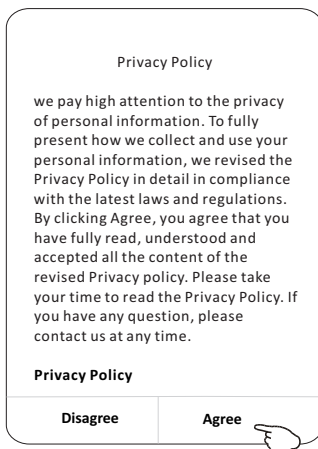 Privacy Policy
we pay high attention to the privacy
of personal information. To fully
present how we collect and use your
personal information, we revised the
Privacy Policy in detail in compliance
with the latest laws and regulations.
By clicking Agree, you agree that you
have fully read, understood and
accepted all the content of the
revised Privacy policy. Please take
your time to read the Privacy Policy. If
you have any question, please
contact us at any time.
Privacy Policy
Disagree Agree